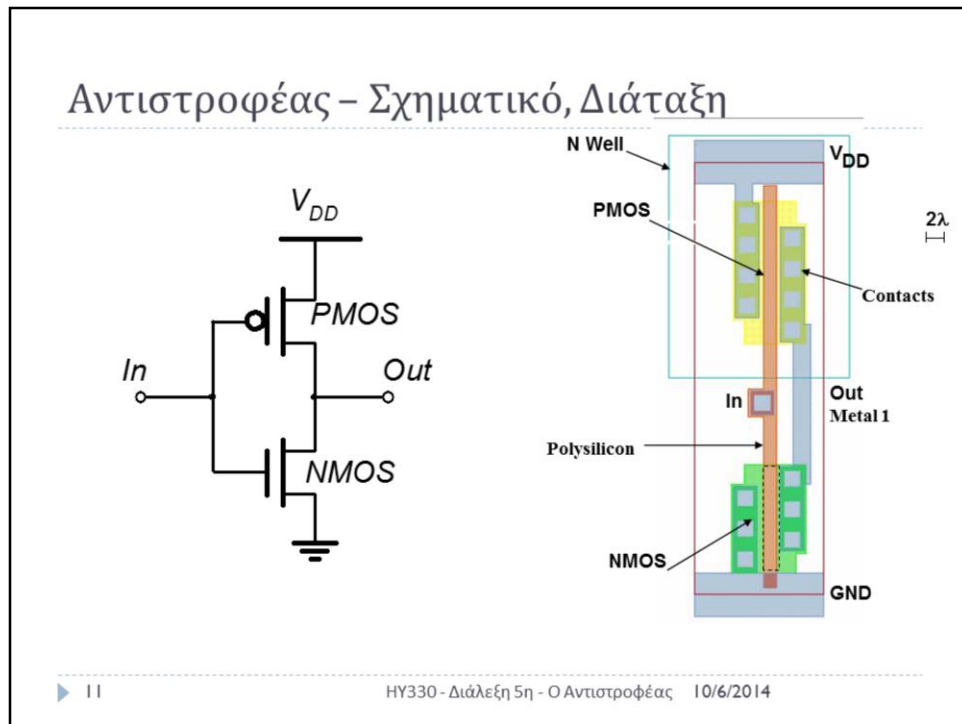 Αντιστροφέας – Σχηματικό, Διάταξη
N Well
V_DD
PMOS
2λ
Contacts
V_DD
PMOS
In
Out
NMOS
In
Out
Metal 1
Polysilicon
NMOS
GND
11
ΗΥ330 - Διάλεξη 5η - Ο Αντιστροφέας 10/6/2014